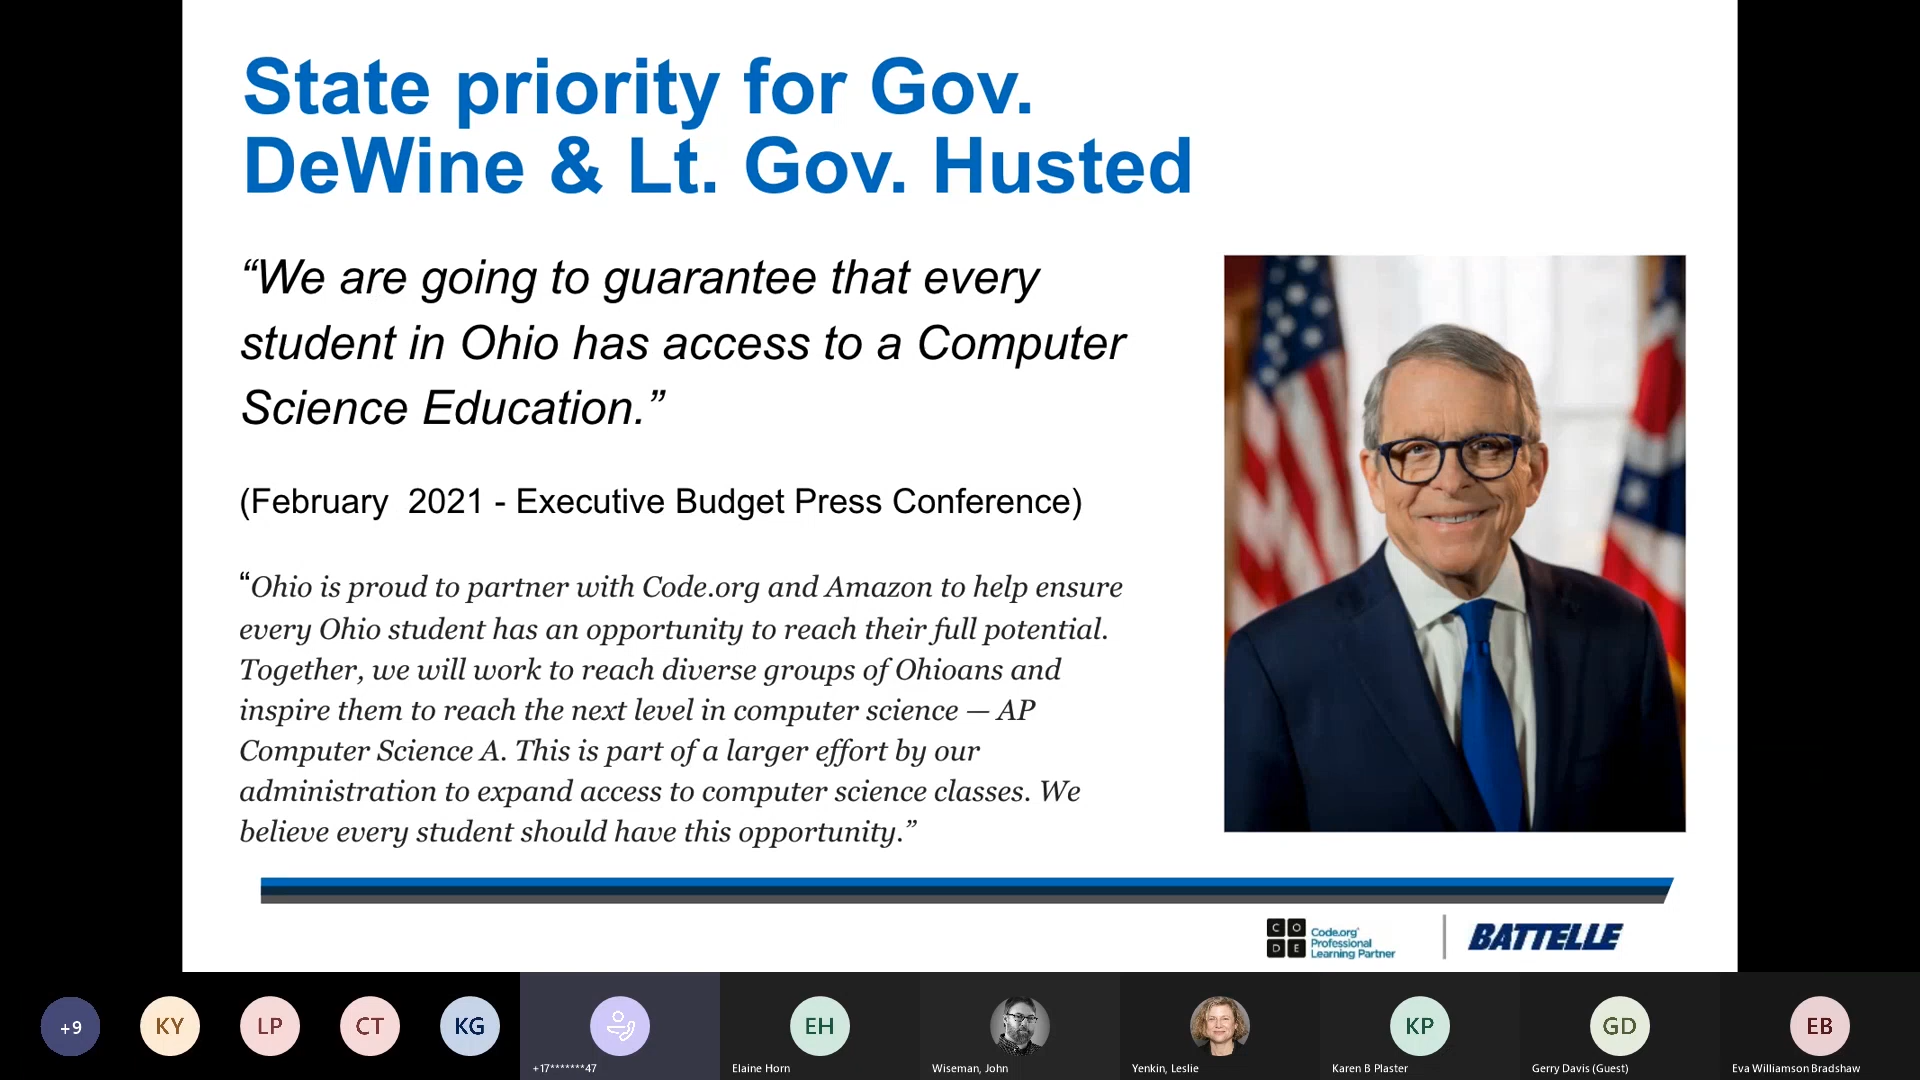 State priority for Gov.
DeWine & Lt. Gov. Husted
“We are going to guarantee that every
student in Ohio has access to a Computer
Science Education.”
(February  2021 - Executive Budget Press Conference)
“Ohio is proud to partner with Code.org and Amazon to help ensure
every Ohio student has an opportunity to reach their full potential.
Together, we will work to reach diverse groups of Ohioans and
inspire them to reach the next level in computer science — AP
Computer Science A. This is part of a larger effort by our
administration to expand access to computer science classes. We
believe every student should have this opportunity.”
C O
D E
Code.org®
Professional
Learning Partner
BATTELLE
+9
KY
LP
CT
KG
+17*******47
EH
Elaine Horn
Wiseman, John
Yenkin, Leslie
KP
Karen B Plaster
GD
Gerry Davis (Guest)
EB
Eva Williamson Bradshaw